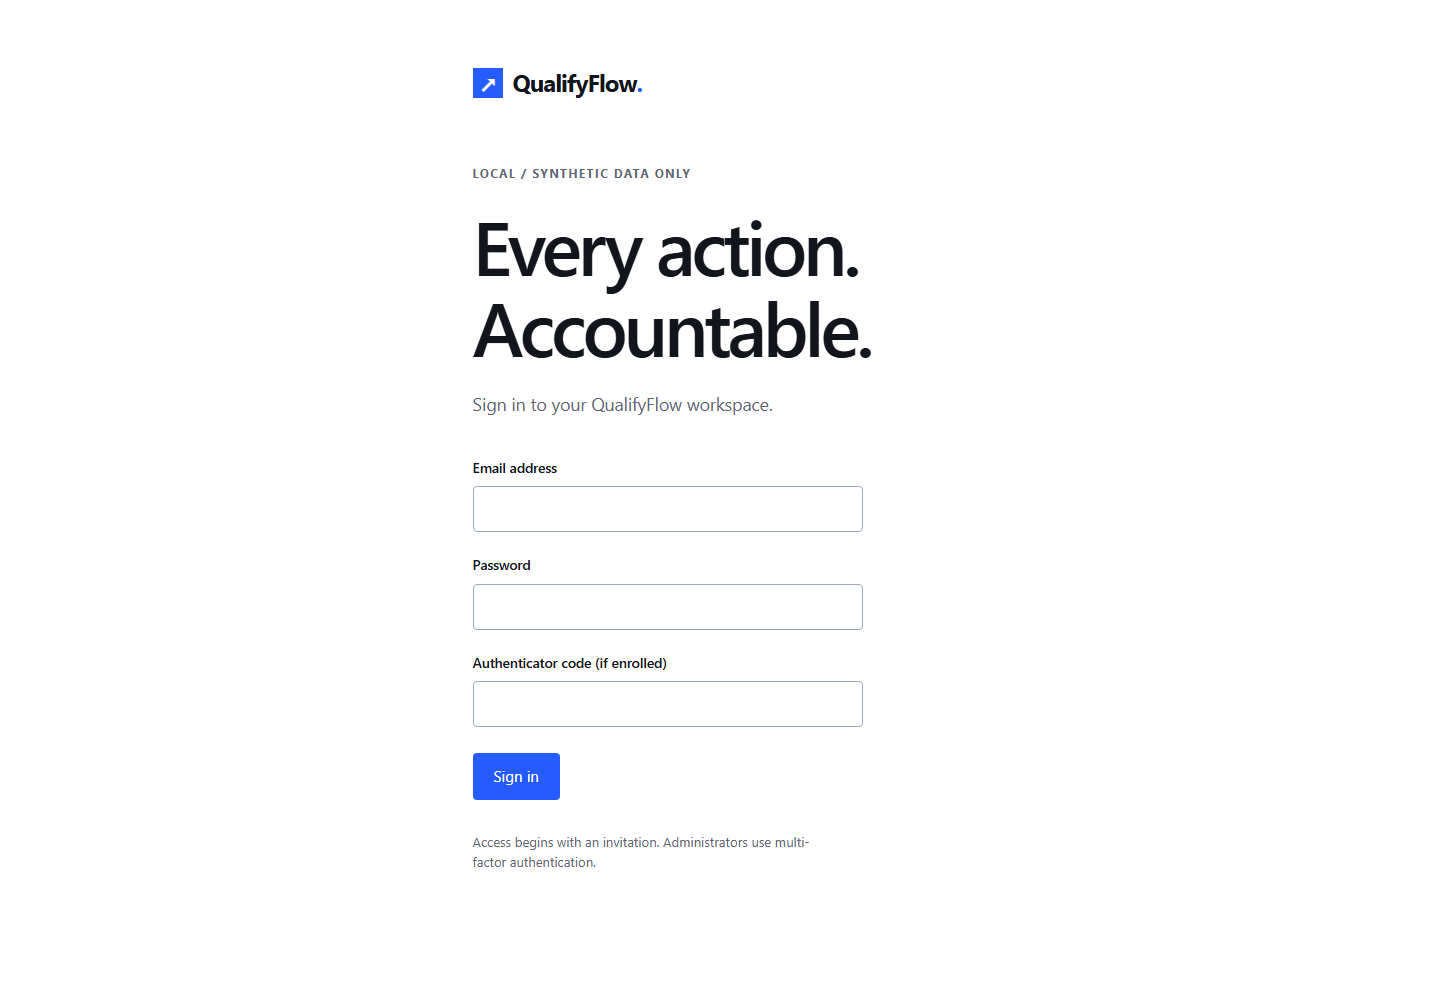 QualifyFlow.
LOCAL / SYNTHETIC DATA ONLY
Every action.
Accountable.
Sign in to your QualifyFlow workspace.
Email address
Password
Authenticator code (if enrolled)
Sign in
Access begins with an invitation. Administrators use multi-
factor authentication.